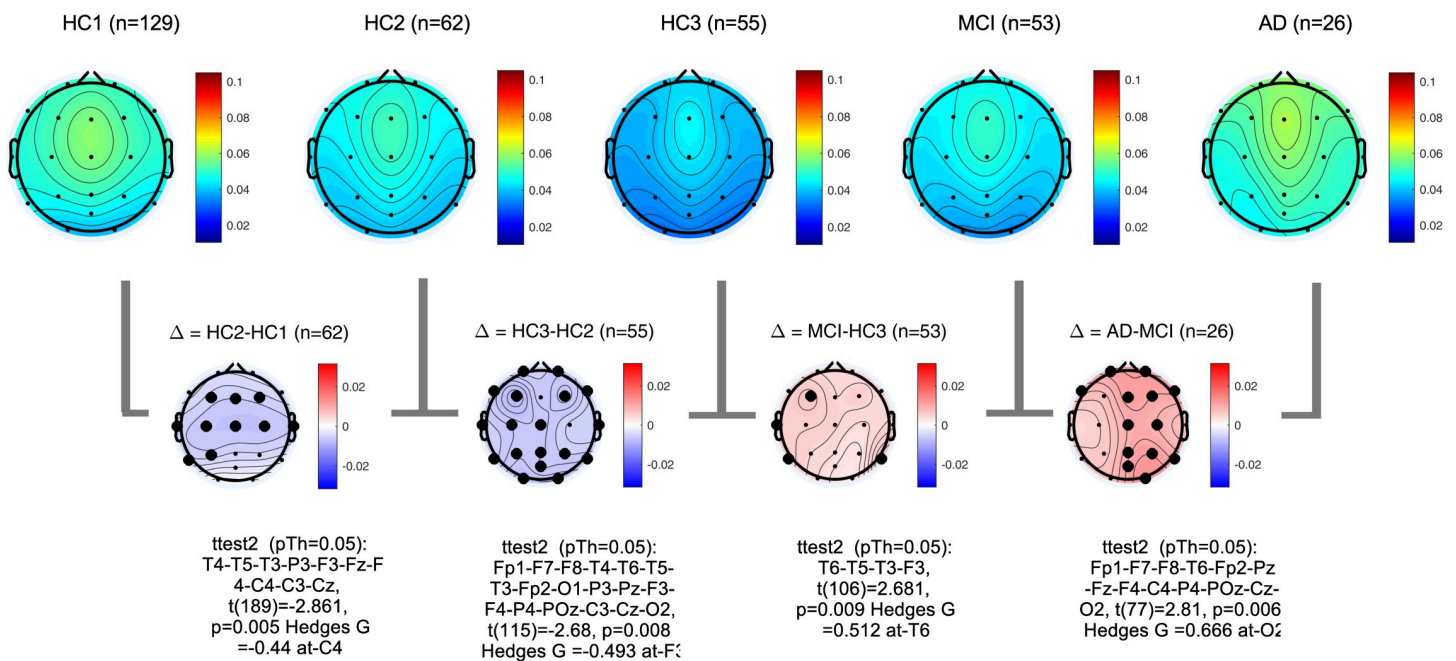 HC1 (n=129) HC2 (n=62) HC3 (n=55) MCI (n=53) AD (n=26)
0.1 0.1 0.1 0.1 0.1
0.08 0.08 0.08 0.08 0.08
0.06 0.06 0.06 0.06 0.06
0.04 0.04 0.04 0.04 0.04
0.02 0.02 0.02 0.02 0.02
Δ = HC2-HC1 (n=62) Δ = HC3-HC2 (n=55) Δ = MCI-HC3 (n=53) Δ = AD-MCI (n=26)
0.02 0.02 0.02 0.02
0 0 0 0
-0.02 -0.02 -0.02 -0.02
ttest2 (pTh=0.05):
T4-T5-T3-P3-F3-Fz-F
4-C4-C3-Cz,
t(189)=-2.861,
p=0.005 Hedges G
=-0.44 at-C4
ttest2 (pTh=0.05):
Fp1-F7-F8-T4-T6-T5-
T3-Fp2-O1-P3-Pz-F3-
F4-P4-POz-C3-Cz-O2,
t(115)=-2.68, p=0.008
Hedges G =-0.493 at-F3
ttest2 (pTh=0.05):
T6-T5-T3-F3,
t(106)=2.681,
p=0.009 Hedges G
=0.512 at-T6
ttest2 (pTh=0.05):
Fp1-F7-F8-T6-Fp2-Pz
-Fz-F4-C4-P4-POz-Cz-
O2, t(77)=2.81, p=0.006
Hedges G =0.666 at-O2